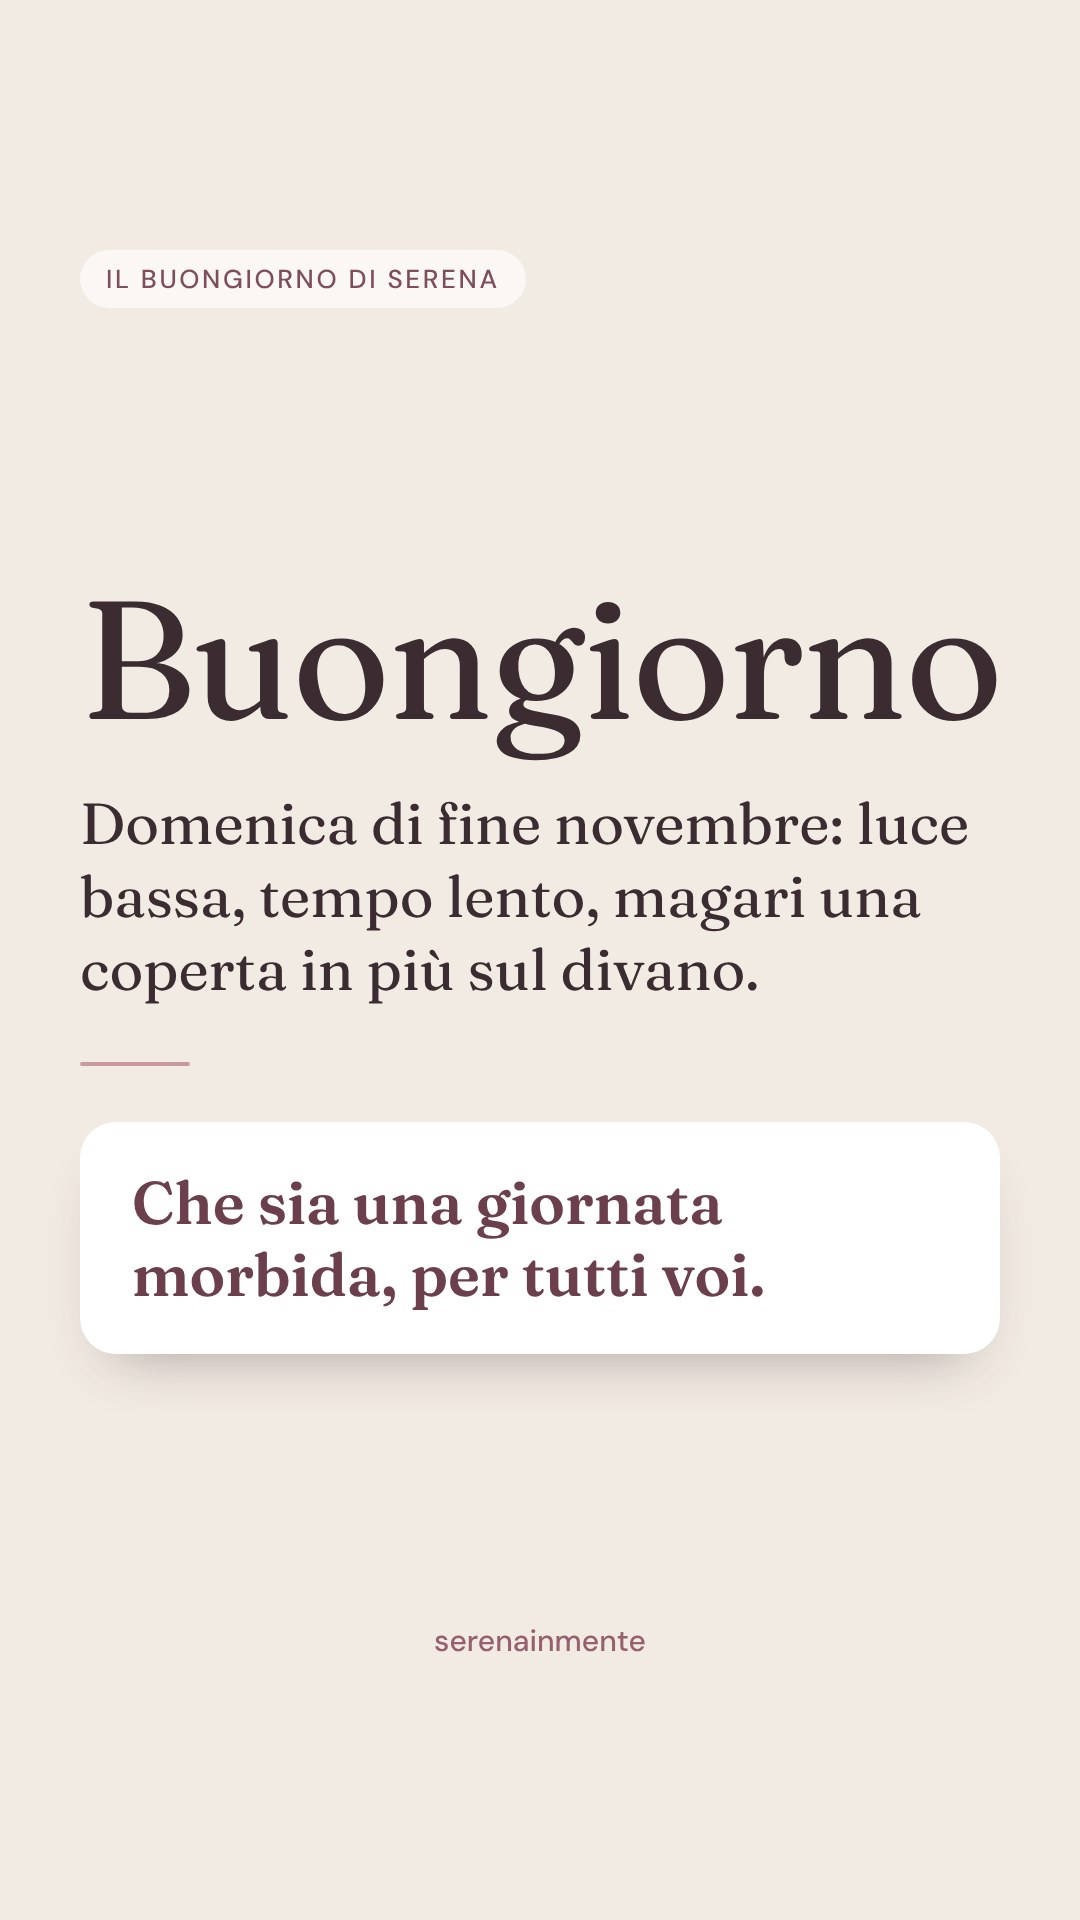 IL BUONGIORNO DI SERENA
Buongiorno
Domenica di fine novembre: luce
bassa, tempo lento, magari una
coperta in più sul divano.
Che sia una giornata
morbida, per tutti voi.
serenainmente